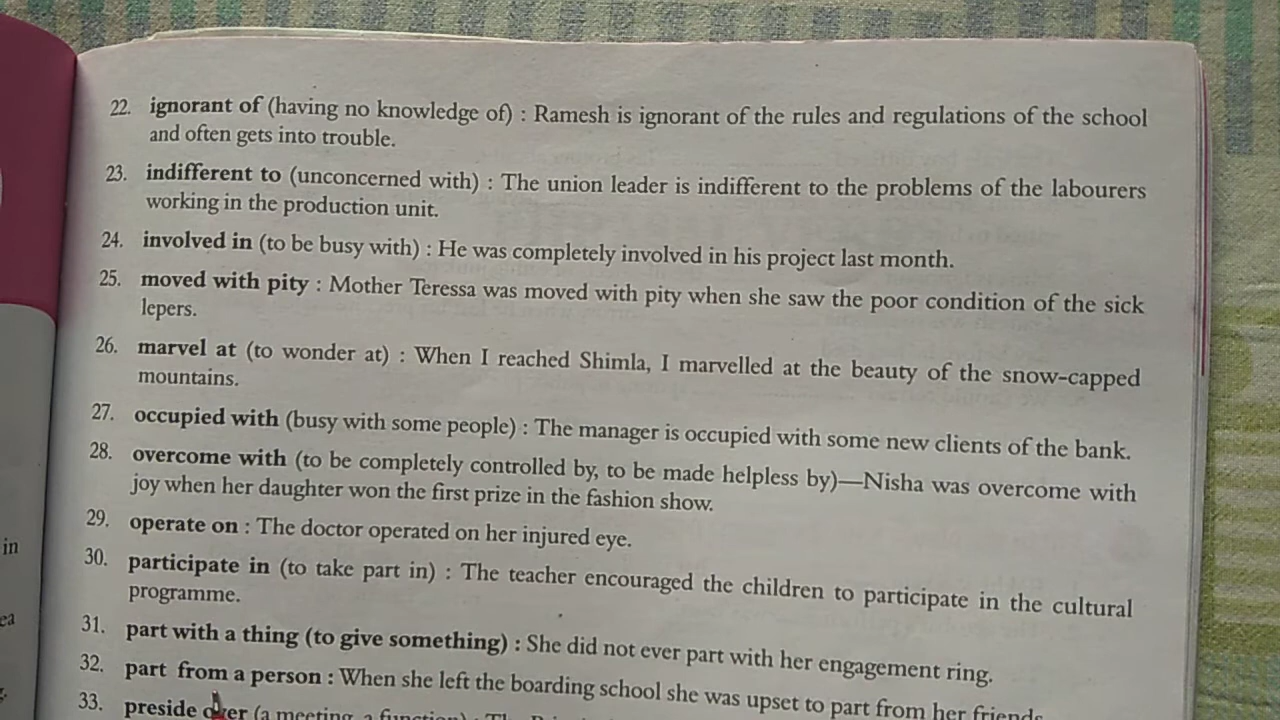 22. ignorant of (having no knowledge of) : Ramesh is ignorant of the rules and regulations of the school
and often gets into trouble.
23. indifferent to (unconcerned with) : The union leader is indifferent to the problems of the labourers
working in the production unit.
24. involved in (to be busy with) : He was completely involved in his project last month.
25. moved with pity : Mother Teressa was moved with pity when she saw the poor condition of the sick
lepers.
26. marvel at (to wonder at) : When I reached Shimla, I marvelled at the beauty of the snow-capped
mountains.
27. occupied with (busy with some people) : The manager is occupied with some new clients of the bank.
28. overcome with (to be completely controlled by, to be made helpless by)—Nisha was overcome with
joy when her daughter won the first prize in the fashion show.
29. operate on : The doctor operated on her injured eye.
30. participate in (to take part in) : The teacher encouraged the children to participate in the cultural
programme.
31. part with a thing (to give something) : She did not ever part with her engagement ring.
32. part from a person : When she left the boarding school she was upset to part from her friends
33. preside over (a meeting, a function) : The
in
ea